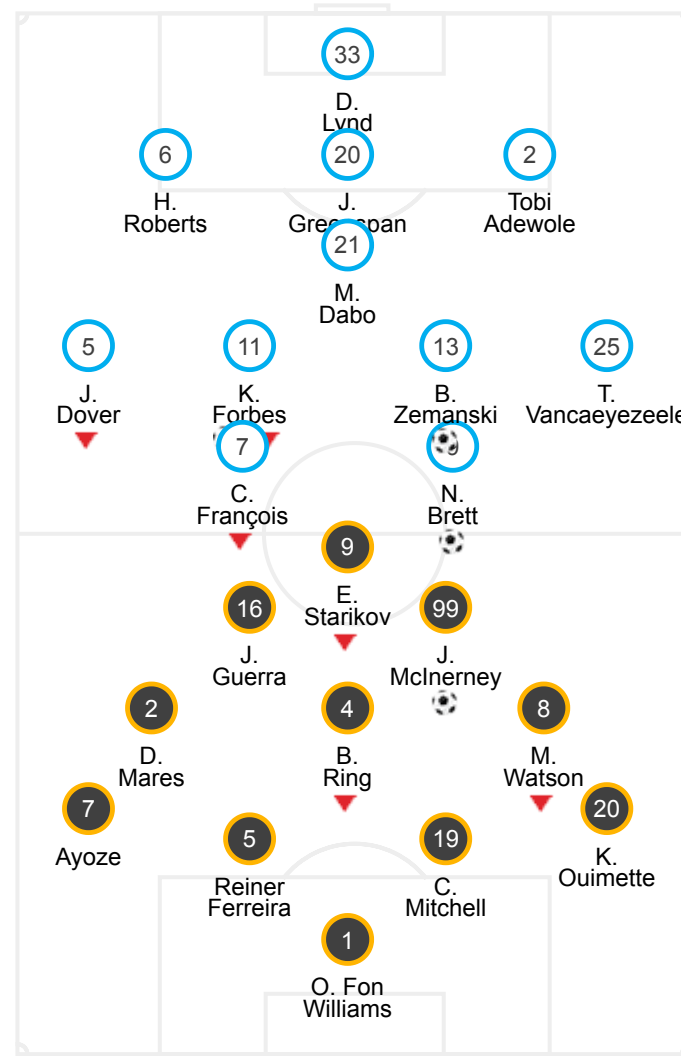 33
D.
Lynd
6
20
2
H.
Roberts
J.
Greenspan
Tobi
Adewole
21
M.
Dabo
5
11
13
25
J.
Dover
K.
Forbes
B.
Zemanski
T.
Vancaeyezeele
7
C.
François
N.
Brett
9
E.
Starikov
16
99
J.
Guerra
J.
McInerney
2
4
8
D.
Mares
B.
Ring
M.
Watson
7
20
Ayoze
K.
Ouimette
5
19
Reiner
Ferreira
C.
Mitchell
1
O. Fon
Williams